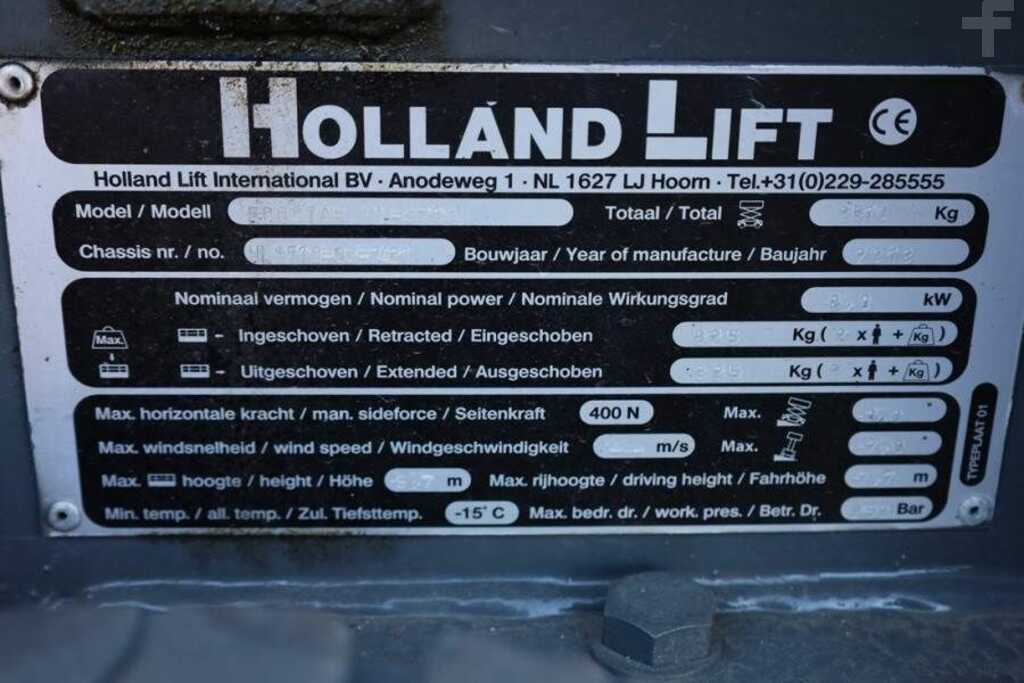 HOLLAND LIFT CE
Holland Lift International BV · Anodeweg 1 · NL 1627 LJ Hoorn · Tel.+31(0)229-285555
Model / Modell Totaal / Total Kg
Chassis nr. / no. Bouwjaar / Year of manufacture / Baujahr
Nominaal vermogen / Nominal power / Nominale Wirkungsgrad kW
Max. - Ingeschoven / Retracted / Eingeschoben Kg ( x + Kg )
- Uitgeschoven / Extended / Ausgeschoben Kg ( x + Kg )
Max. horizontale kracht / man. sideforce / Seitenkraft 400 N Max.
Max. windsnelheid / wind speed / Windgeschwindigkeit m/s Max.
Max. hoogte / height / Höhe m Max. rijhoogte / driving height / Fahrhöhe m
Min. temp. / all. temp. / Zul. Tiefsttemp. -15° C Max. bedr. dr. / work. pres. / Betr. Dr. Bar
TYPEPLAAT 01
f